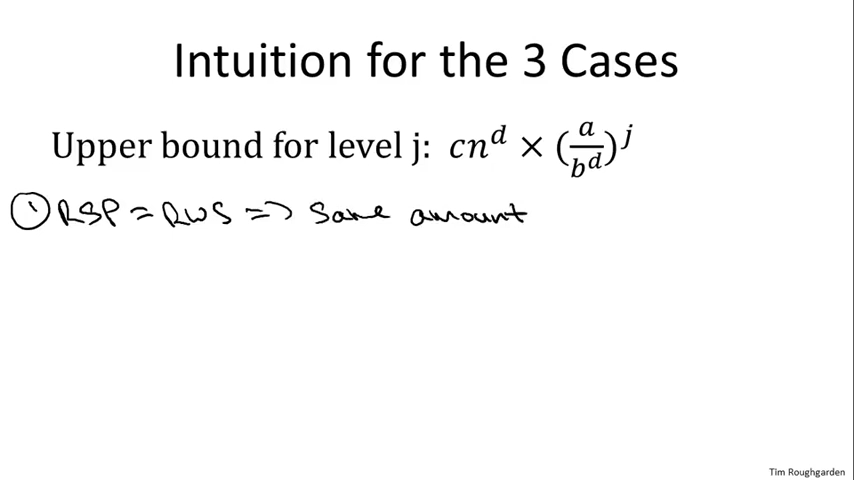 Intuition for the 3 Cases
Upper bound for level j: cn^d × (a/b^d)^j
① RSP = RWS => Same amount
Tim Roughgarden